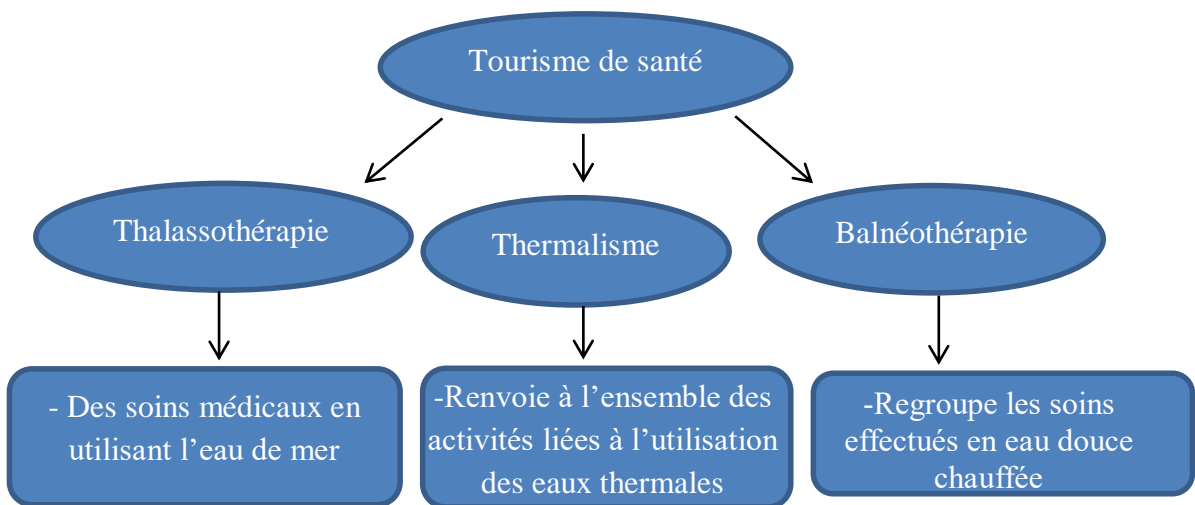 Tourisme de santé
Thalassothérapie
Thermalisme
Balnéothérapie
- Des soins médicaux en
utilisant l’eau de mer
-Renvoie à l’ensemble des
activités liées à l’utilisation
des eaux thermales
-Regroupe les soins
effectués en eau douce
chauffée